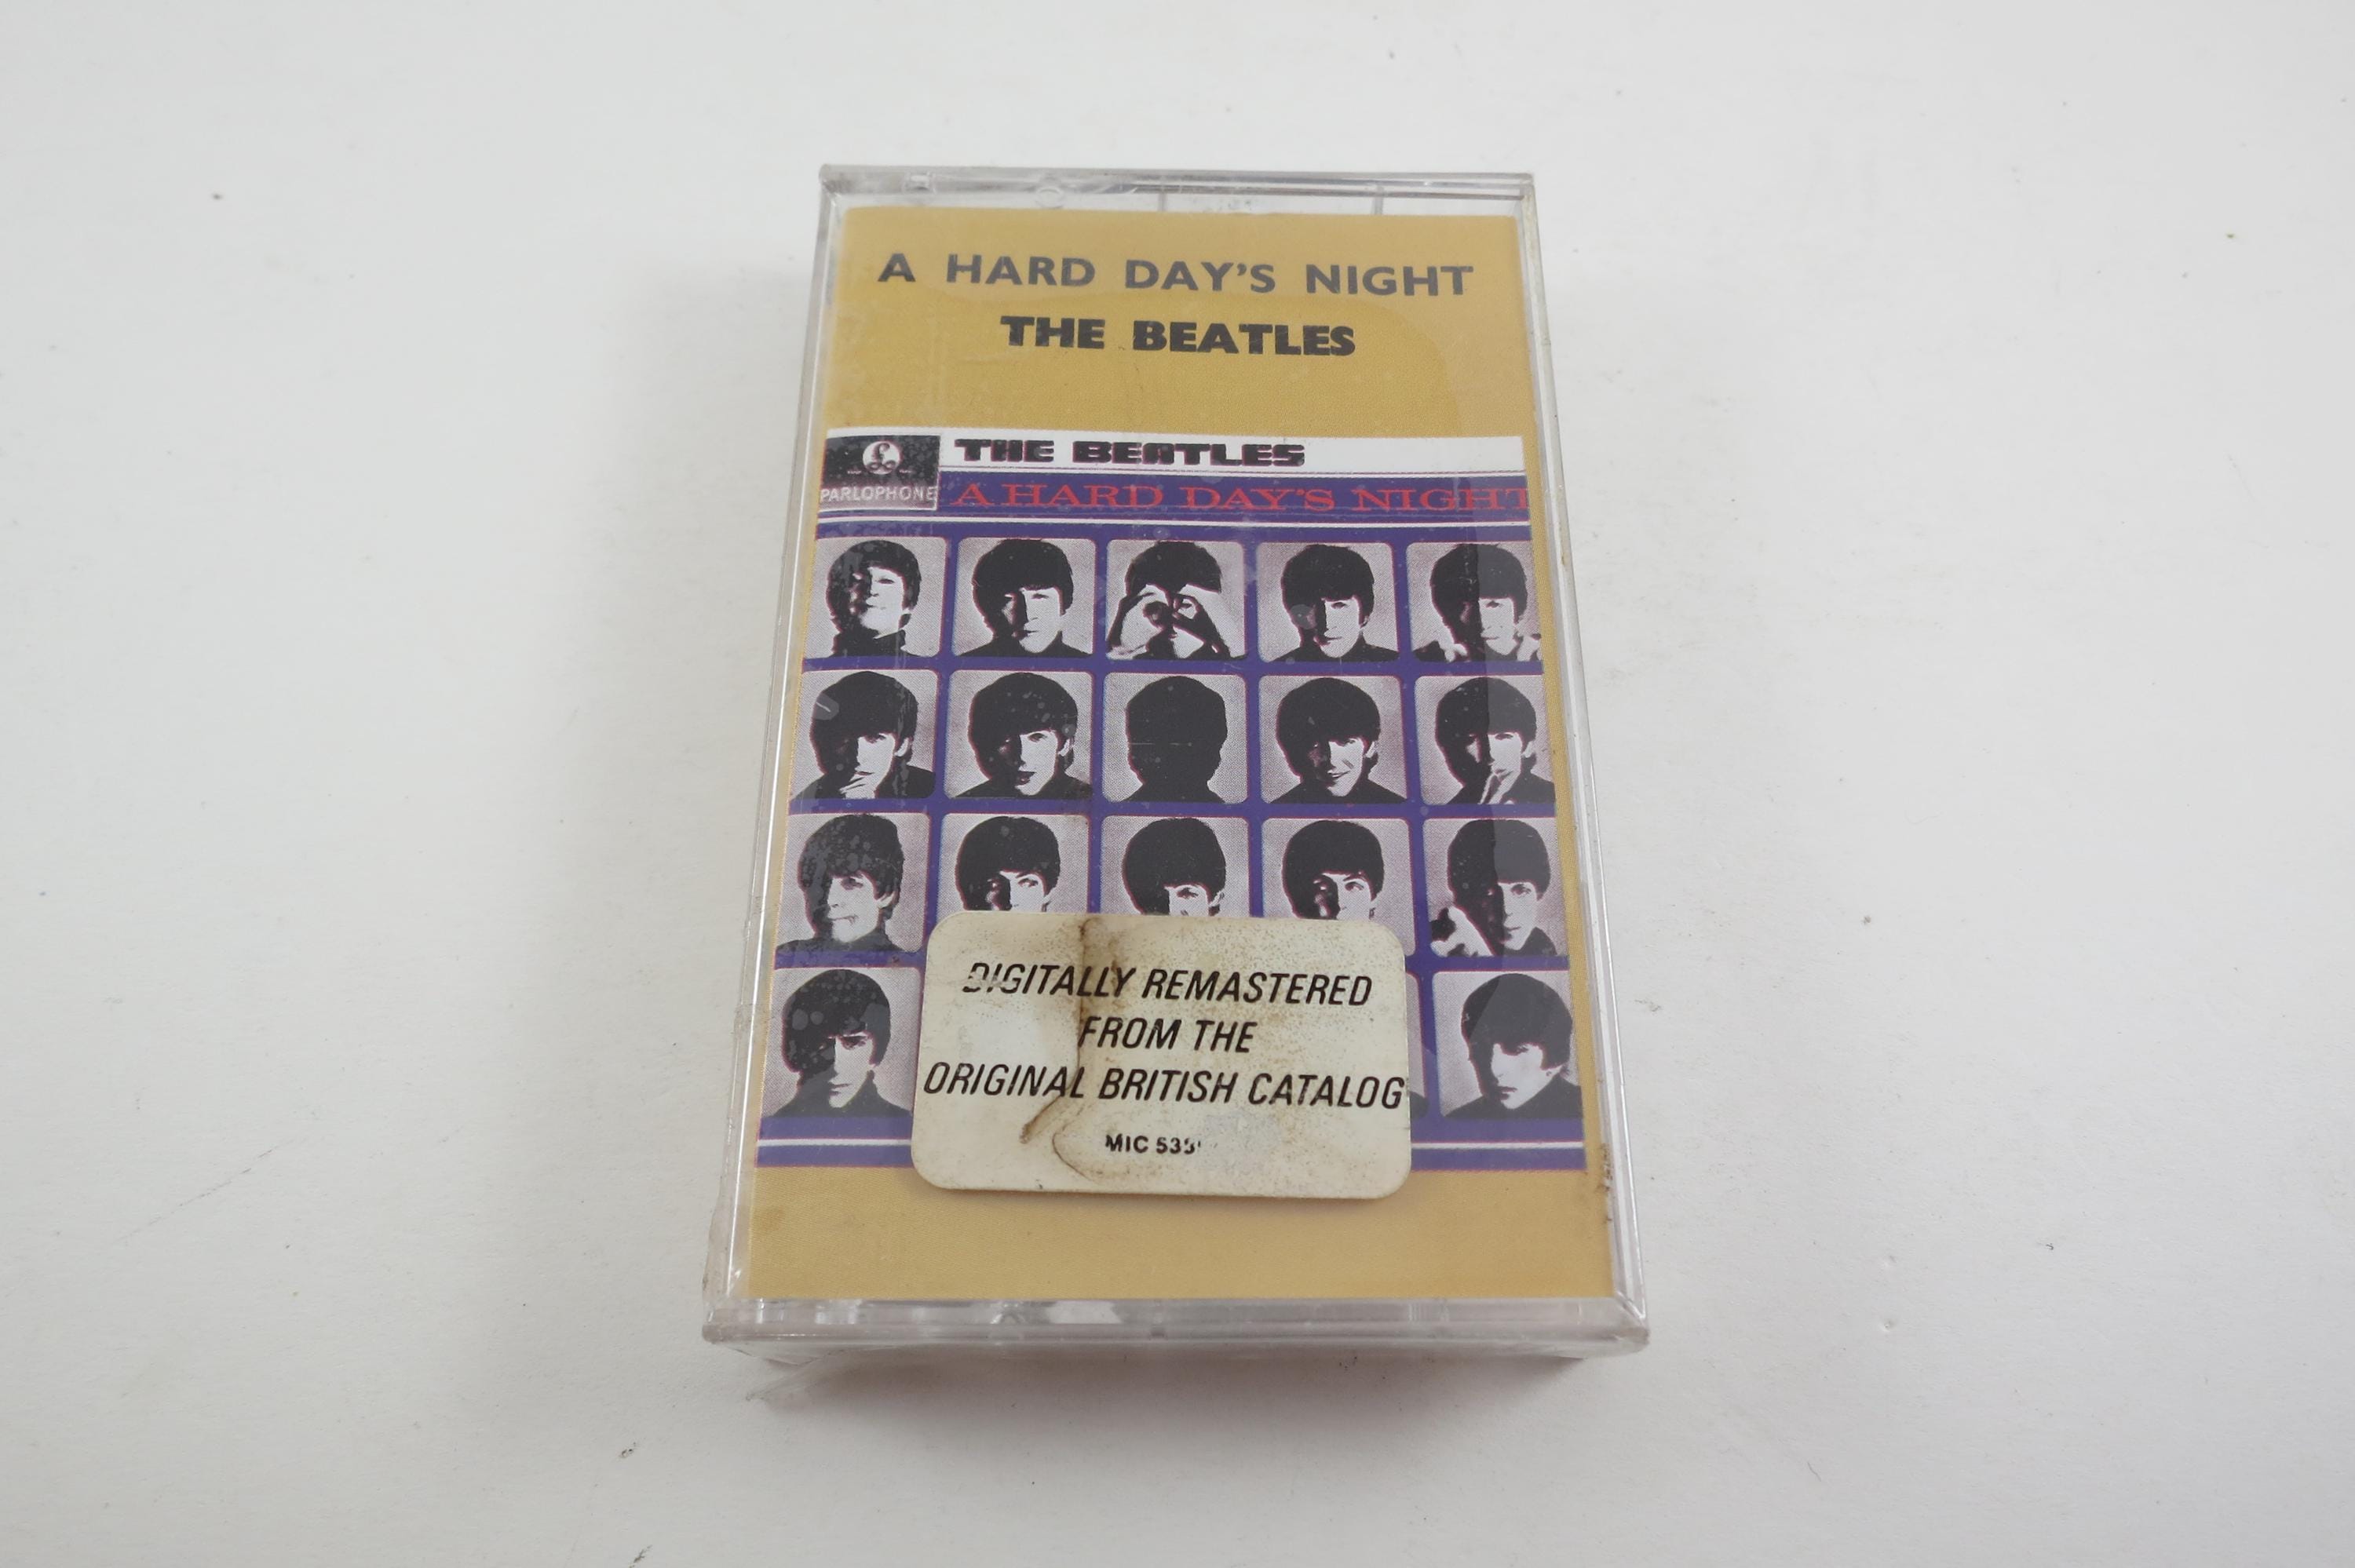 A HARD DAY'S NIGHT
THE BEATLES
THE BEATLES
PARLOPHONE
A HARD DAY'S NIGHT
DIGITALLY REMASTERED
FROM THE
ORIGINAL BRITISH CATALOG
MIC